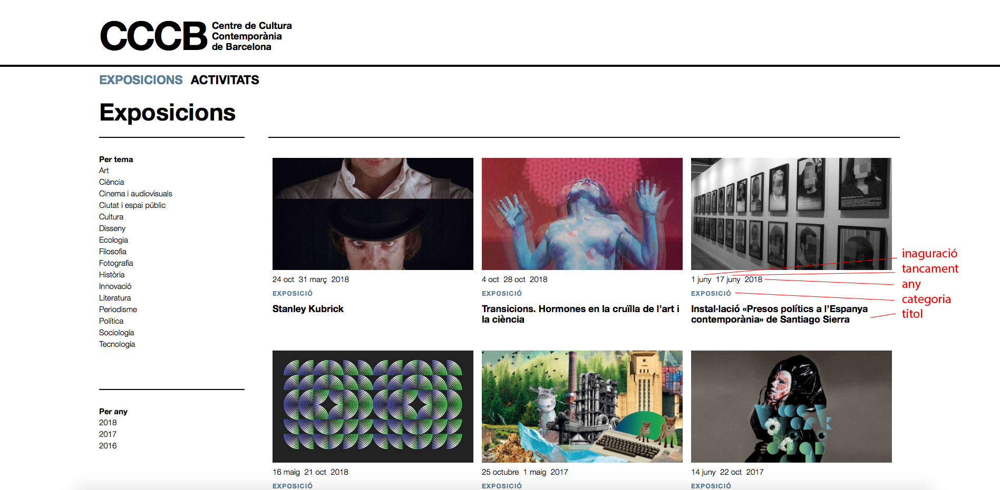 CCCB
Centre de Cultura
Contemporània
de Barcelona
EXPOSICIONS ACTIVITATS
Exposicions
Per tema
Art
Ciència
Cinema i audiovisuals
Ciutat i espai públic
Cultura
Disseny
Ecologia
Filosofia
Fotografia
Història
Innovació
Literatura
Periodisme
Política
Sociología
Tecnologia
Per any
2018
2017
2016
24 oct 31 març 2018
EXPOSICIÓ
Stanley Kubrick
4 oct 28 oct 2018
EXPOSICIÓ
Transicions. Hormones en la cruïlla de l'art i
la ciència
1 juny 17 juny 2018
EXPOSICIÓ
Instal·lació «Presos polítics a l'Espanya
contemporània» de Santiago Sierra
inaguració
tancament
any
categoria
titol
16 maig 21 oct 2018
EXPOSICIÓ
25 octubre 1 maig 2017
EXPOSICIÓ
14 juny 22 oct 2017
EXPOSICIÓ